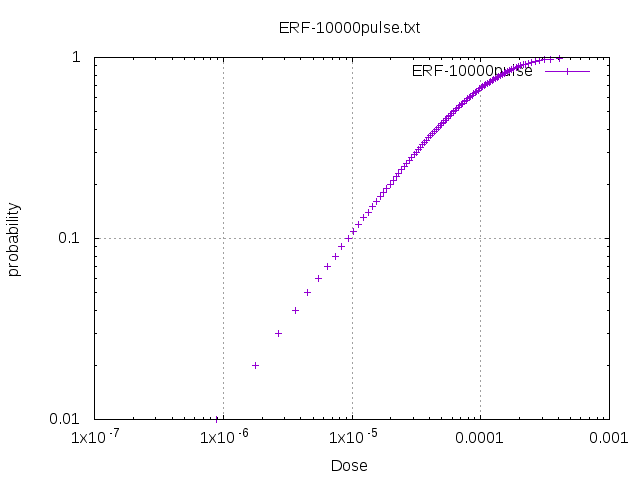 ERF-10000pulse.txt
ERF-10000pulse
1
0.1
0.01
probability
1x10-7
1x10-6
1x10-5
0.0001
0.001
Dose